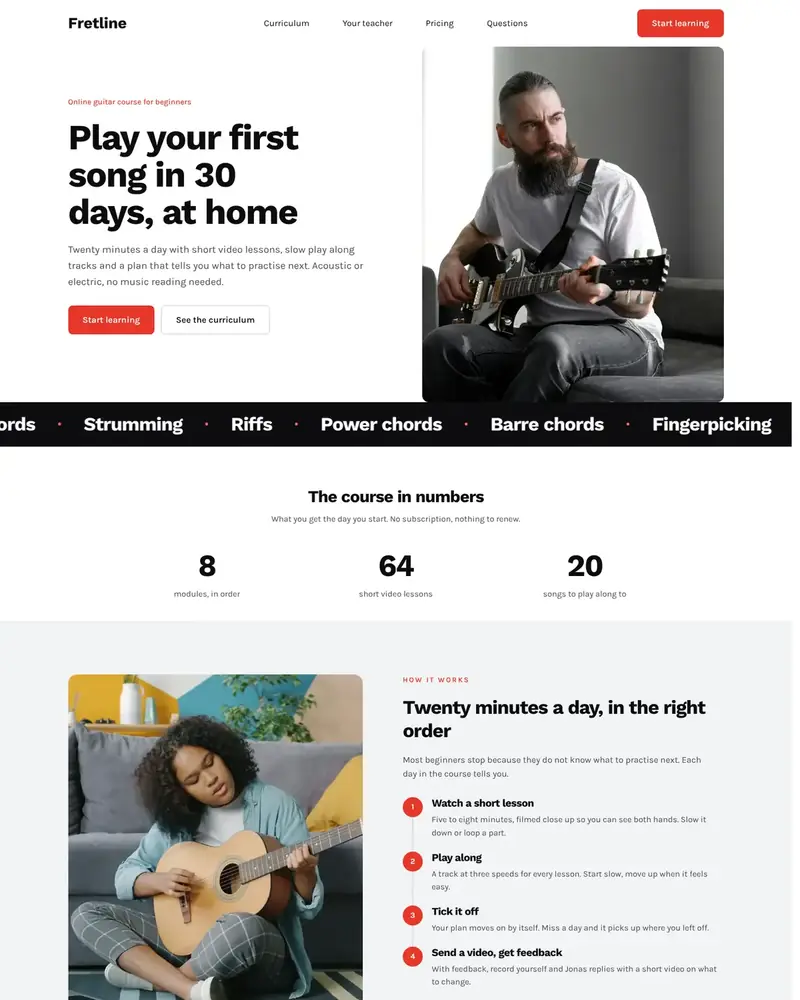 Fretline
Curriculum
Your teacher
Pricing
Questions
Start learning
Online guitar course for beginners
Play your first
song in 30
days, at home
Twenty minutes a day with short video lessons, slow play along
tracks and a plan that tells you what to practise next. Acoustic or
electric, no music reading needed.
Start learning
See the curriculum
ords • Strumming • Riffs • Power chords • Barre chords • Fingerpicking
The course in numbers
What you get the day you start. No subscription, nothing to renew.
8
modules, in order
64
short video lessons
20
songs to play along to
HOW IT WORKS
Twenty minutes a day, in the right
order
Most beginners stop because they do not know what to practise next. Each
day in the course tells you.
1
Watch a short lesson
Five to eight minutes, filmed close up so you can see both hands. Slow it
down or loop a part.
2
Play along
A track at three speeds for every lesson. Start slow, move up when it feels
easy.
3
Tick it off
Your plan moves on by itself. Miss a day and it picks up where you left off.
4
Send a video, get feedback
With feedback, record yourself and Jonas replies with a short video on what
to change.